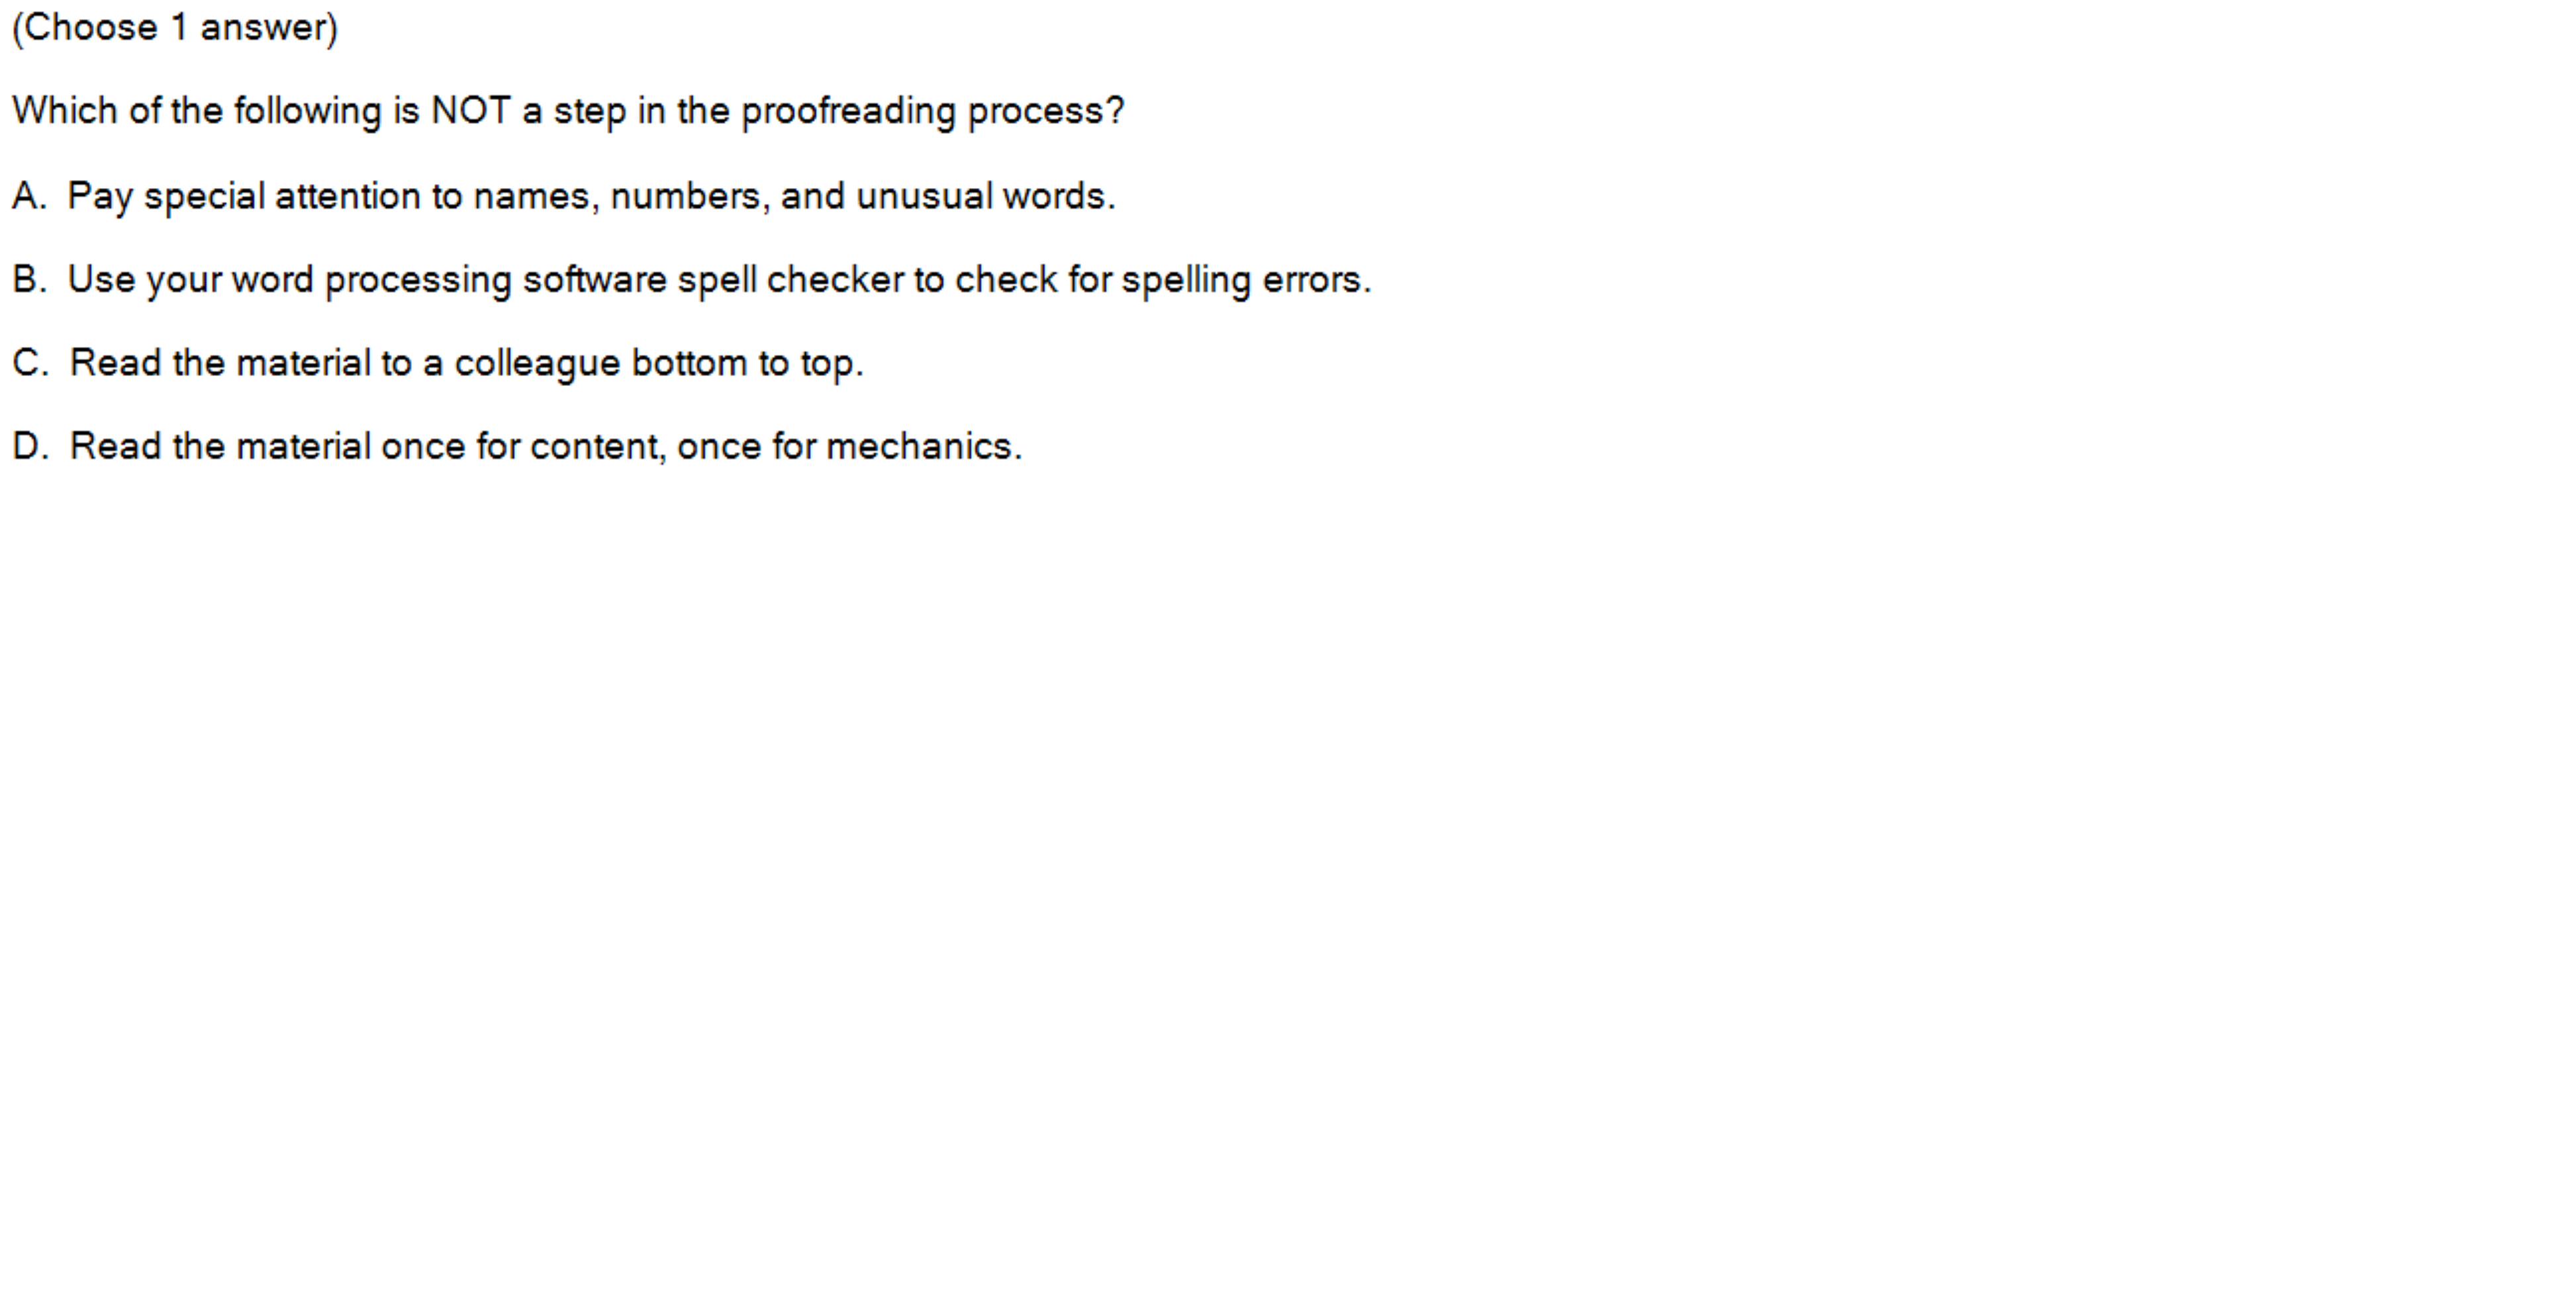 (Choose 1 answer)
Which of the following is NOT a step in the proofreading process?
A. Pay special attention to names, numbers, and unusual words.
B. Use your word processing software spell checker to check for spelling errors.
C. Read the material to a colleague bottom to top.
D. Read the material once for content, once for mechanics.